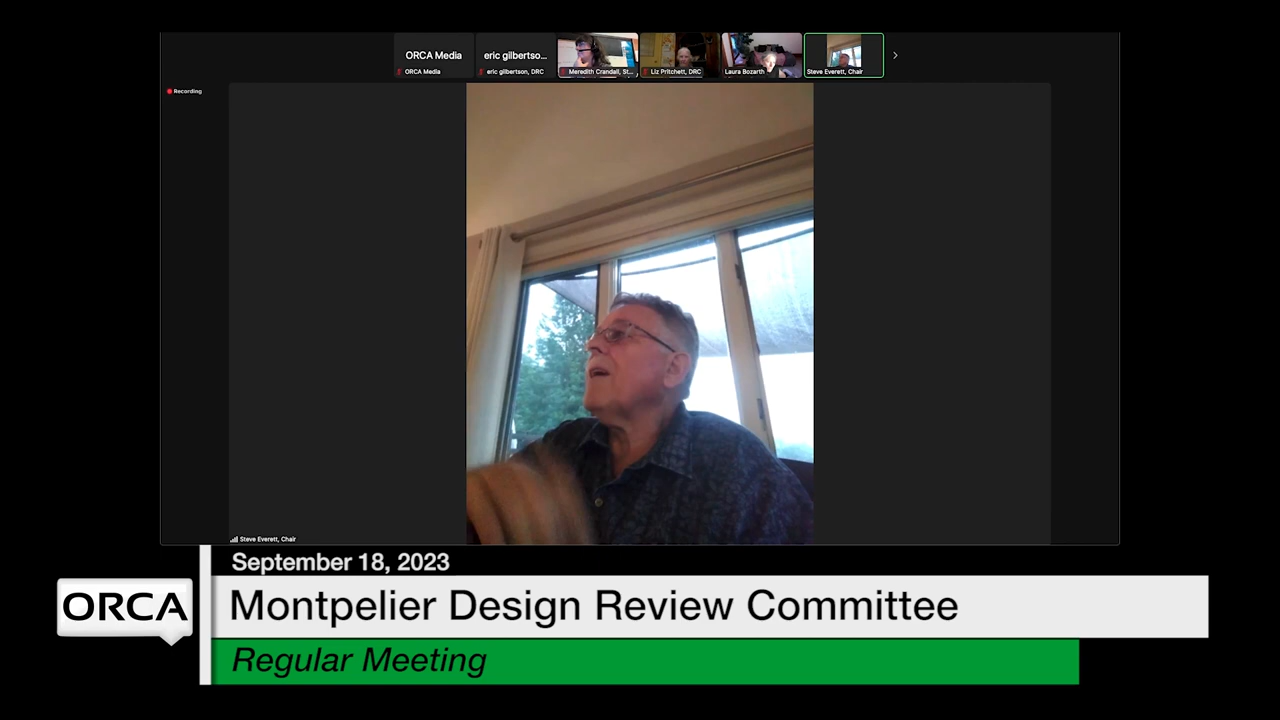 ORCA Media
eric gilbertso...
ORCA Media
eric gilbertson, DRC
Meredith Crandall, St...
Liz Pritchett, DRC
Laura Bozarth
Steve Everett, Chair
Recording
Steve Everett, Chair
September 18, 2023
ORCA
Montpelier Design Review Committee
Regular Meeting